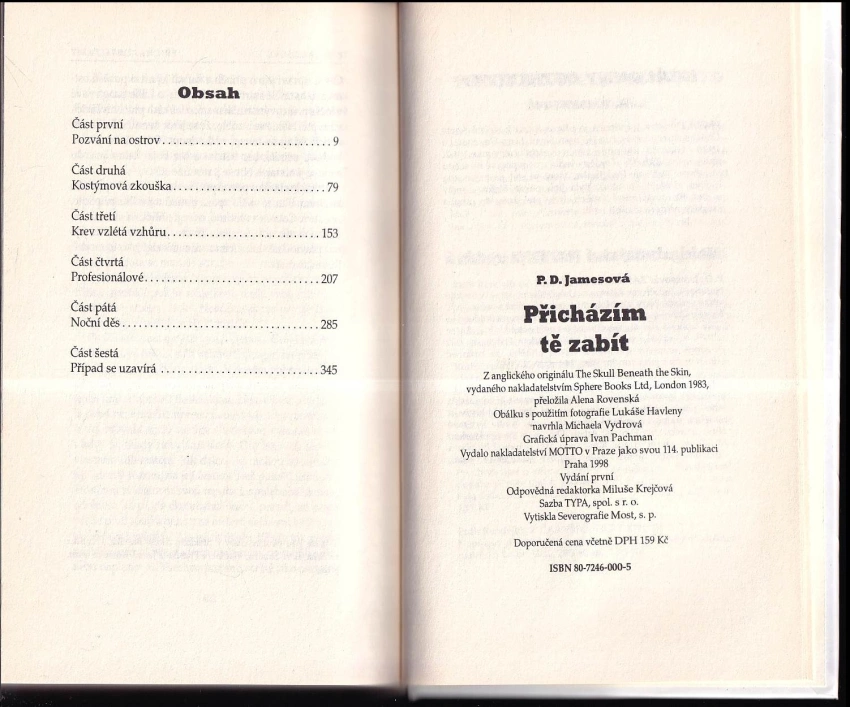 Obsah
Část první
Pozvání na ostrov................................9
Část druhá
Kostýmová zkouška.............................79
Část třetí
Krev vzlétá vzhůru.............................153
Část čtvrtá
Profesionálové.................................207
Část pátá
Noční děs.....................................285
Část šestá
Případ se uzavírá..............................345
P. D. Jamesová
Přicházím
tě zabít
Z anglického originálu The Skull Beneath the Skin,
vydaného nakladatelstvím Sphere Books Ltd, London 1983,
přeložila Alena Rovenská
Obálku s použitím fotografie Lukáše Havleny
navrhla Michaela Vydrová
Grafická úprava Ivan Pachman
Vydalo nakladatelství MOTTO v Praze jako svou 114. publikaci
Praha 1998
Vydání první
Odpovědná redaktorka Miluše Krejčová
Sazba TYPA, spol. s r. o.
Vytiskla Severografie Most, s. p.
Doporučená cena včetně DPH 159 Kč
ISBN 80-7246-000-5